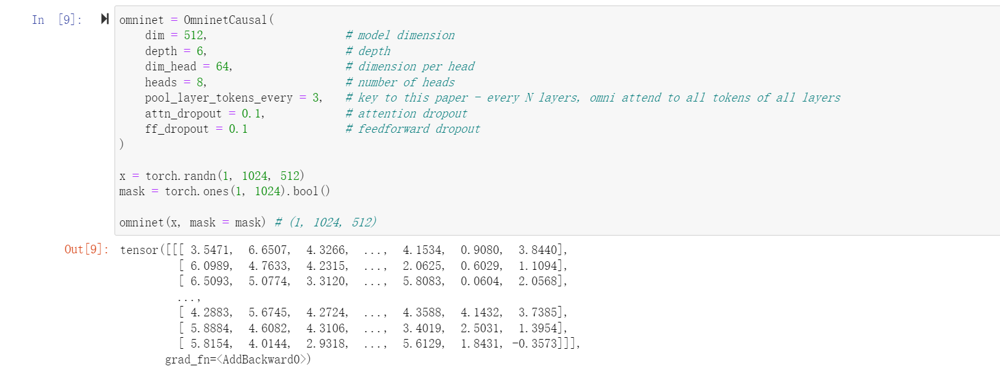 In [9]: omninet = OmninetCausal(
dim = 512, # model dimension
depth = 6, # depth
dim_head = 64, # dimension per head
heads = 8, # number of heads
pool_layer_tokens_every = 3, # key to this paper - every N layers, omni attend to all tokens of all layers
attn_dropout = 0.1, # attention dropout
ff_dropout = 0.1 # feedforward dropout
)
x = torch.randn(1, 1024, 512)
mask = torch.ones(1, 1024).bool()
omninet(x, mask = mask) # (1, 1024, 512)
Out[9]: tensor([[[ 3.5471, 6.6507, 4.3266, ..., 4.1534, 0.9080, 3.8440],
[ 6.0989, 4.7633, 4.2315, ..., 2.0625, 0.6029, 1.1094],
[ 6.5093, 5.0774, 3.3120, ..., 5.8083, 0.0604, 2.0568],
...,
[ 4.2883, 5.6745, 4.2724, ..., 4.3588, 4.1432, 3.7385],
[ 5.8884, 4.6082, 4.3106, ..., 3.4019, 2.5031, 1.3954],
[ 5.8154, 4.0144, 2.9318, ..., 5.6129, 1.8431, -0.3573]]],
grad_fn=<AddBackward0>)